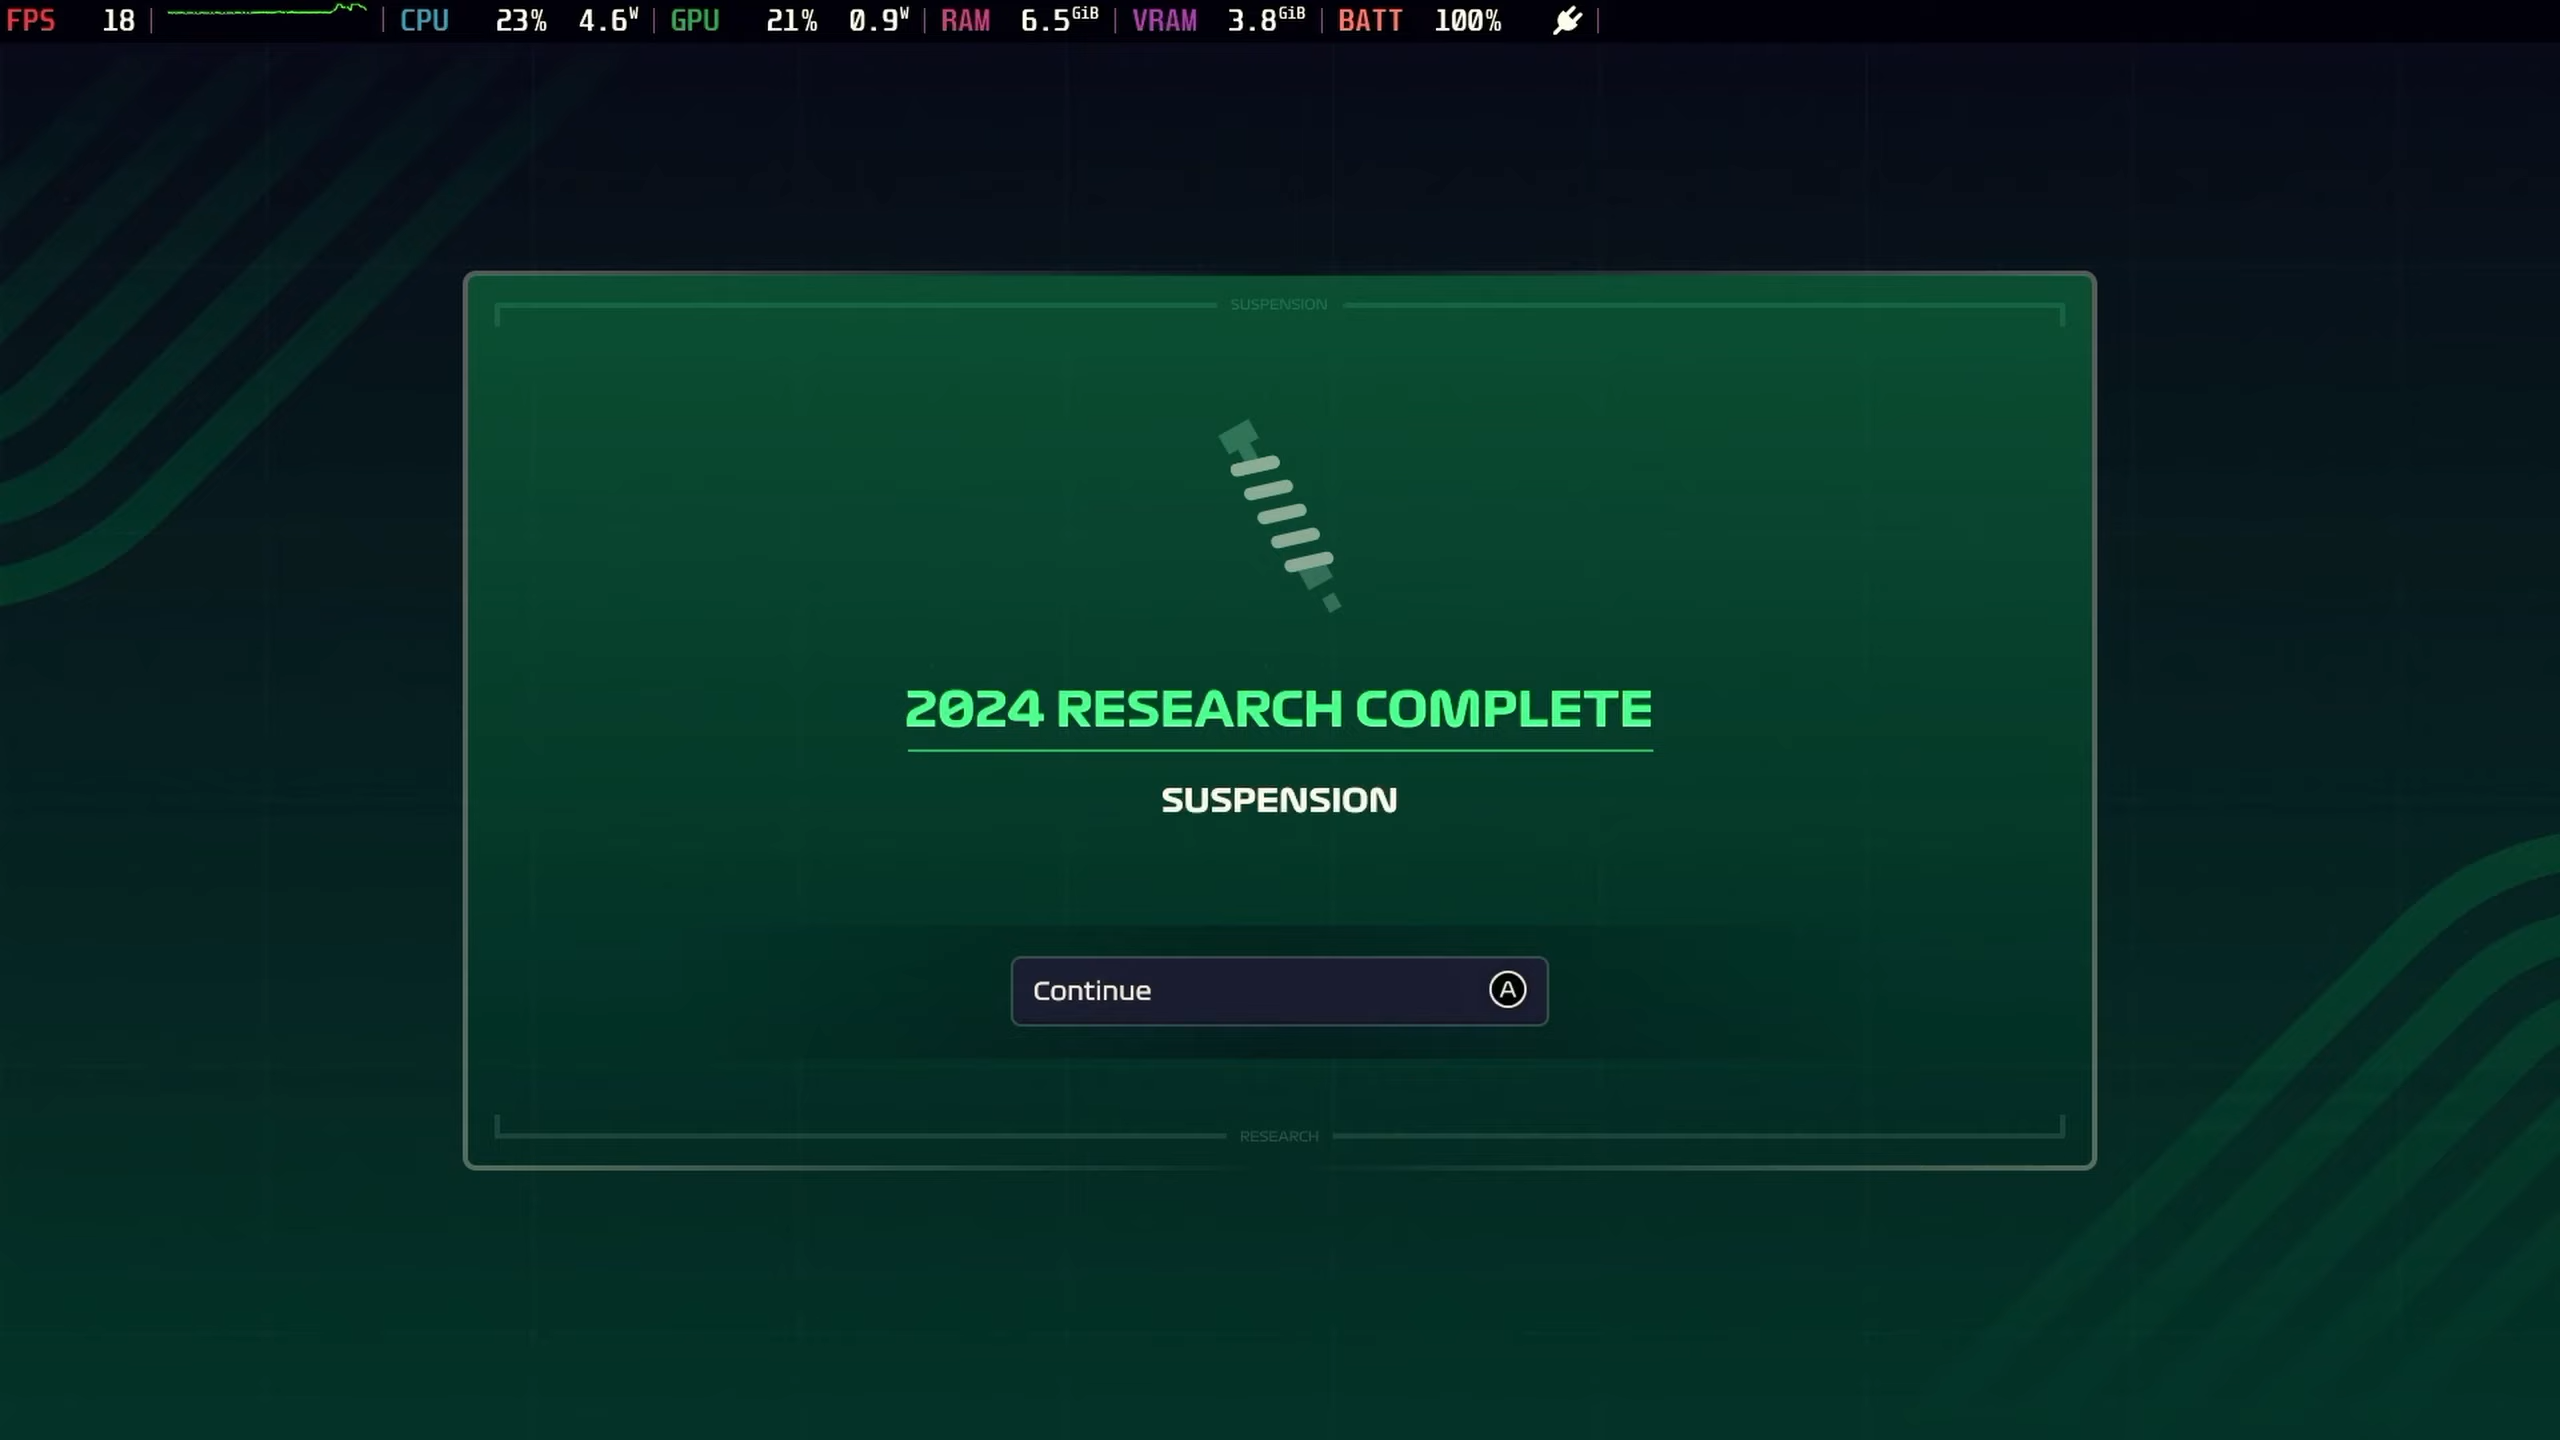 FPS 18 CPU 23% 4.6W GPU 21% 0.9W RAM 6.5GiB VRAM 3.8GiB BATT 100%
SUSPENSION
2024 RESEARCH COMPLETE
SUSPENSION
Continue A
RESEARCH